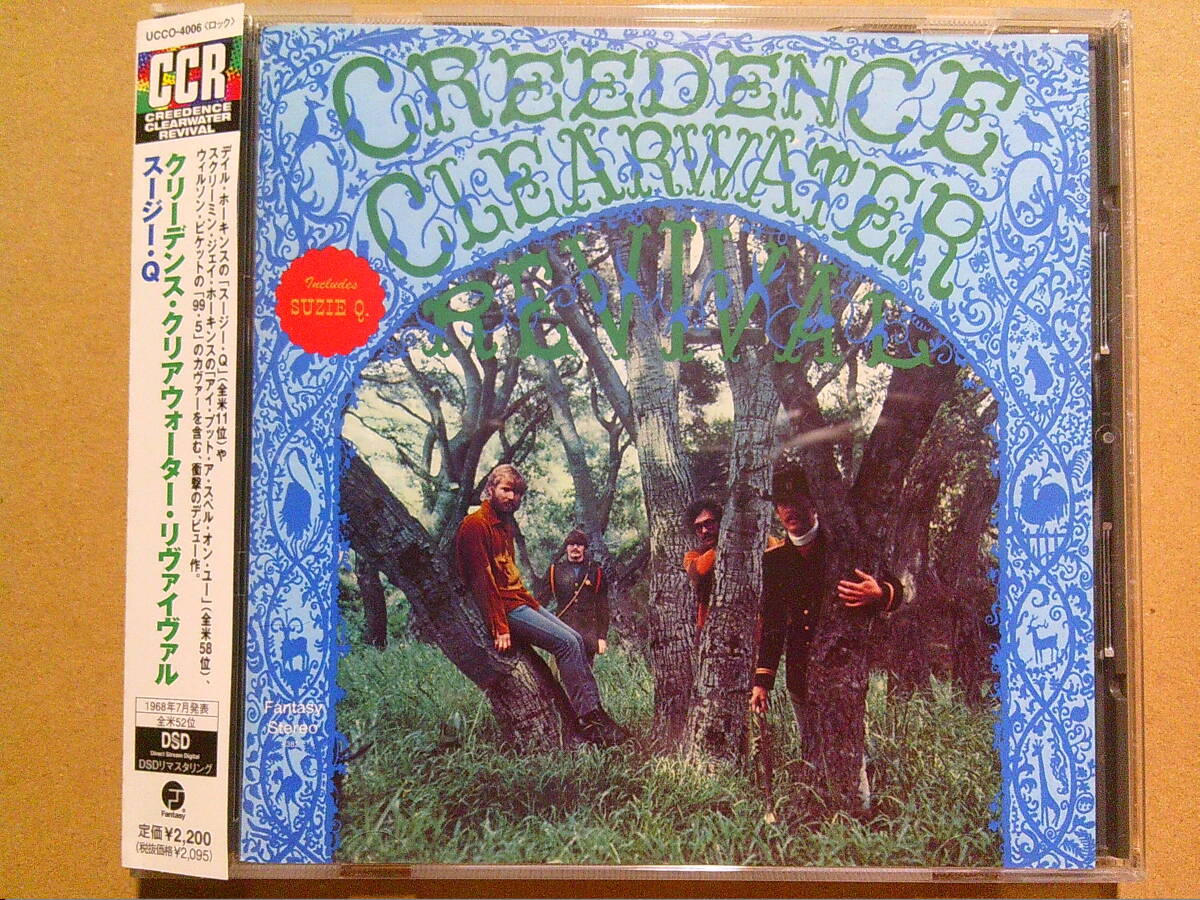 UCCO-4006〈ロック〉
CCR
CREEDENCE
CLEARWATER
REVIVAL
デイル・ホーキンスの「スージー・Q」(全米11位)や
スクリーミン・ジェイ・ホーキンスの「アイ・プット・ア・スペル・オン・ユー」(全米58位)、
ウィルソン・ピケットの「99・5」のカヴァーを含む、衝撃のデビュー作。
クリーデンス・クリアウォーター・リヴァイヴァル
スージー・Q
1968年7月発表
全米52位
DSD
Direct Stream Digital
DSDリマスタリング
Fantasy
定価¥2,200
(税抜価格¥2,095)
CREEDENCE
CLEARWATER
REVIVAL
Includes
SUZIE Q.
Fantasy
Stereo